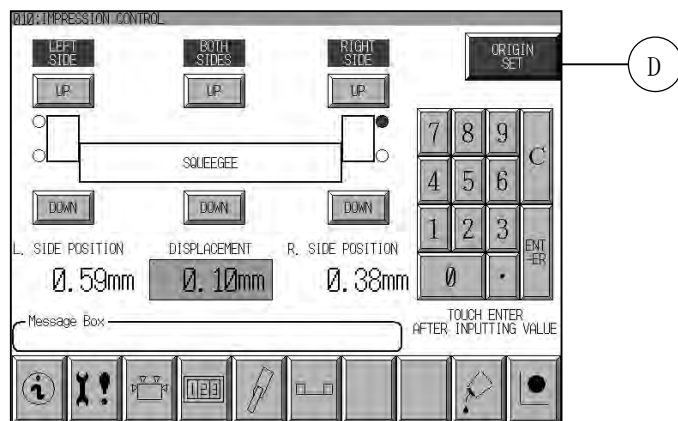 010:IMPRESSION CONTROL
LEFT SIDE
BOTH SIDES
RIGHT SIDE
ORIGIN SET
D
UP
UP
UP
7 8 9 C
SQUEEGEE
4 5 6
DOWN
DOWN
DOWN
1 2 3 ENT-ER
L. SIDE POSITION
DISPLACEMENT
R. SIDE POSITION
0.59mm
0.10mm
0.38mm
0 .
Message Box
TOUCH ENTER
AFTER INPUTTING VALUE
i
123